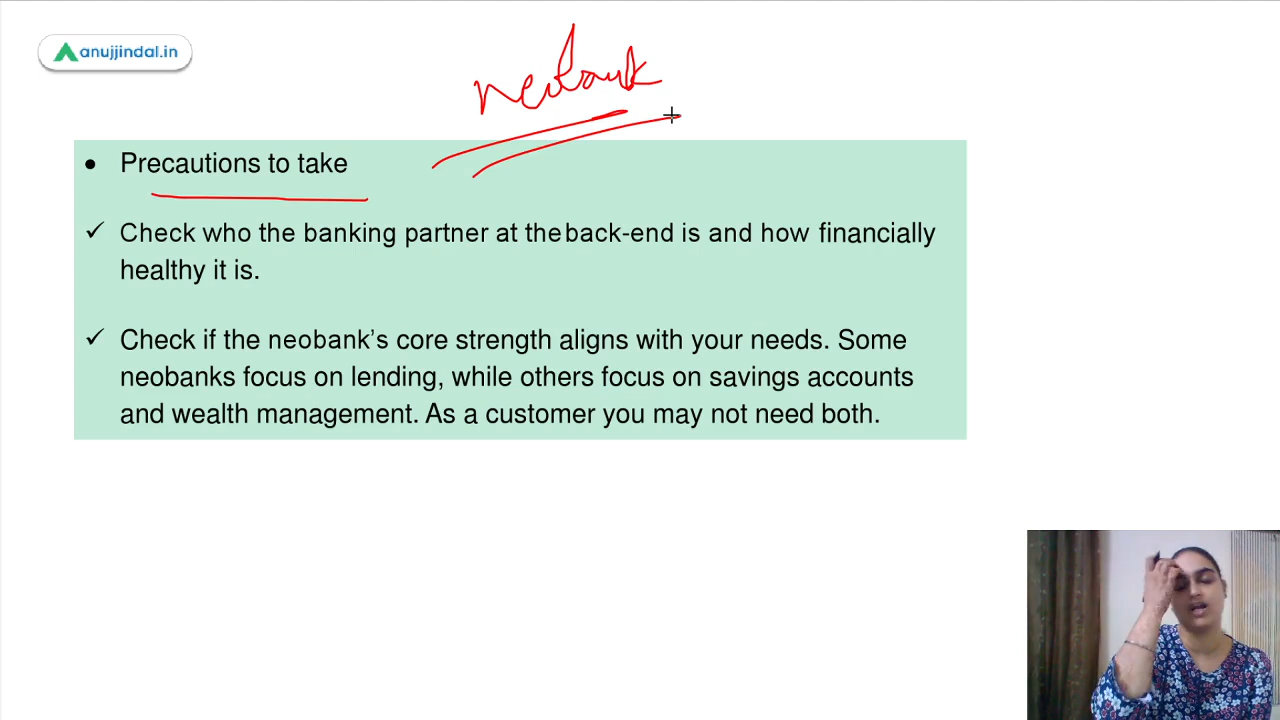 anujjindal.in
neobank
• Precautions to take
✓ Check who the banking partner at the back-end is and how financially
healthy it is.
✓ Check if the neobank’s core strength aligns with your needs. Some
neobanks focus on lending, while others focus on savings accounts
and wealth management. As a customer you may not need both.